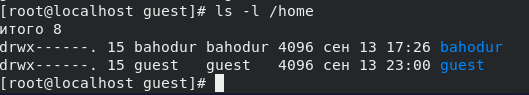 [root@localhost guest]# ls -l /home
итого 8
drwx------. 15 bahodur bahodur 4096 сен 13 17:26 bahodur
drwx------. 15 guest   guest   4096 сен 13 23:00 guest
[root@localhost guest]#